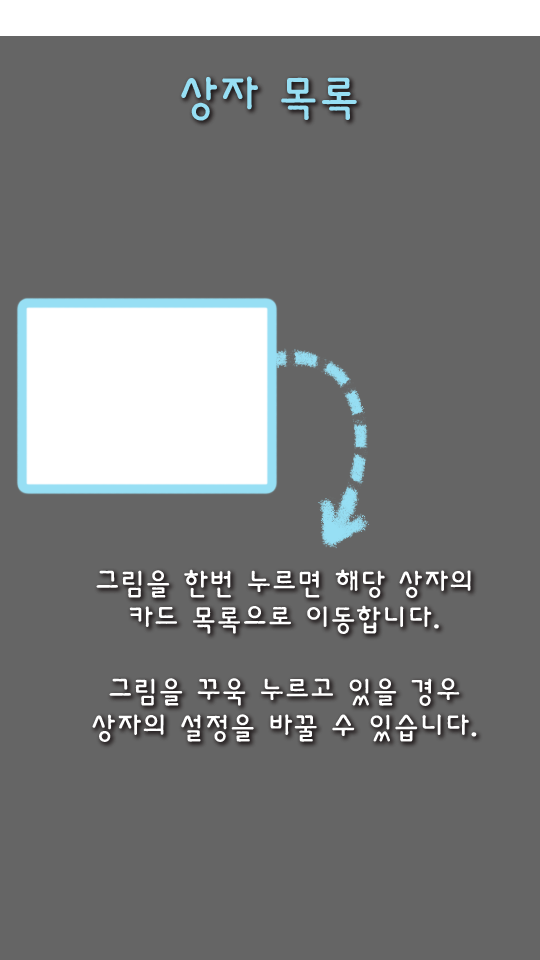 상자 목록
그림을 한번 누르면 해당 상자의
카드 목록으로 이동합니다.
그림을 꾸욱 누르고 있을 경우
상자의 설정을 바꿀 수 있습니다.